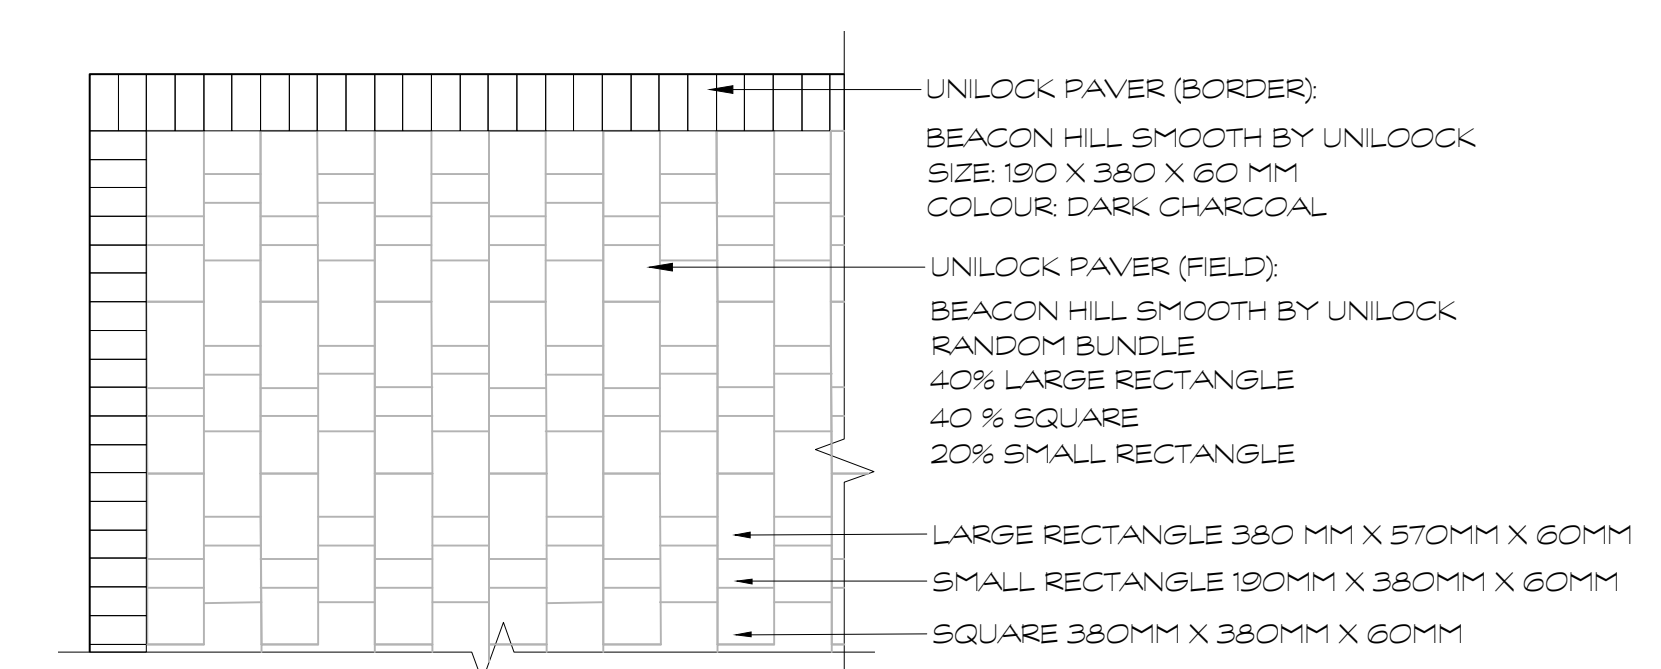 UNILOCK PAVER (BORDER):
BEACON HILL SMOOTH BY UNILOOCK
SIZE: 190 X 380 X 60 MM
COLOUR: DARK CHARCOAL
UNILOCK PAVER (FIELD):
BEACON HILL SMOOTH BY UNILOCK
RANDOM BUNDLE
40% LARGE RECTANGLE
40 % SQUARE
20% SMALL RECTANGLE
LARGE RECTANGLE 380 MM X 570MM X 60MM
SMALL RECTANGLE 190MM X 380MM X 60MM
SQUARE 380MM X 380MM X 60MM